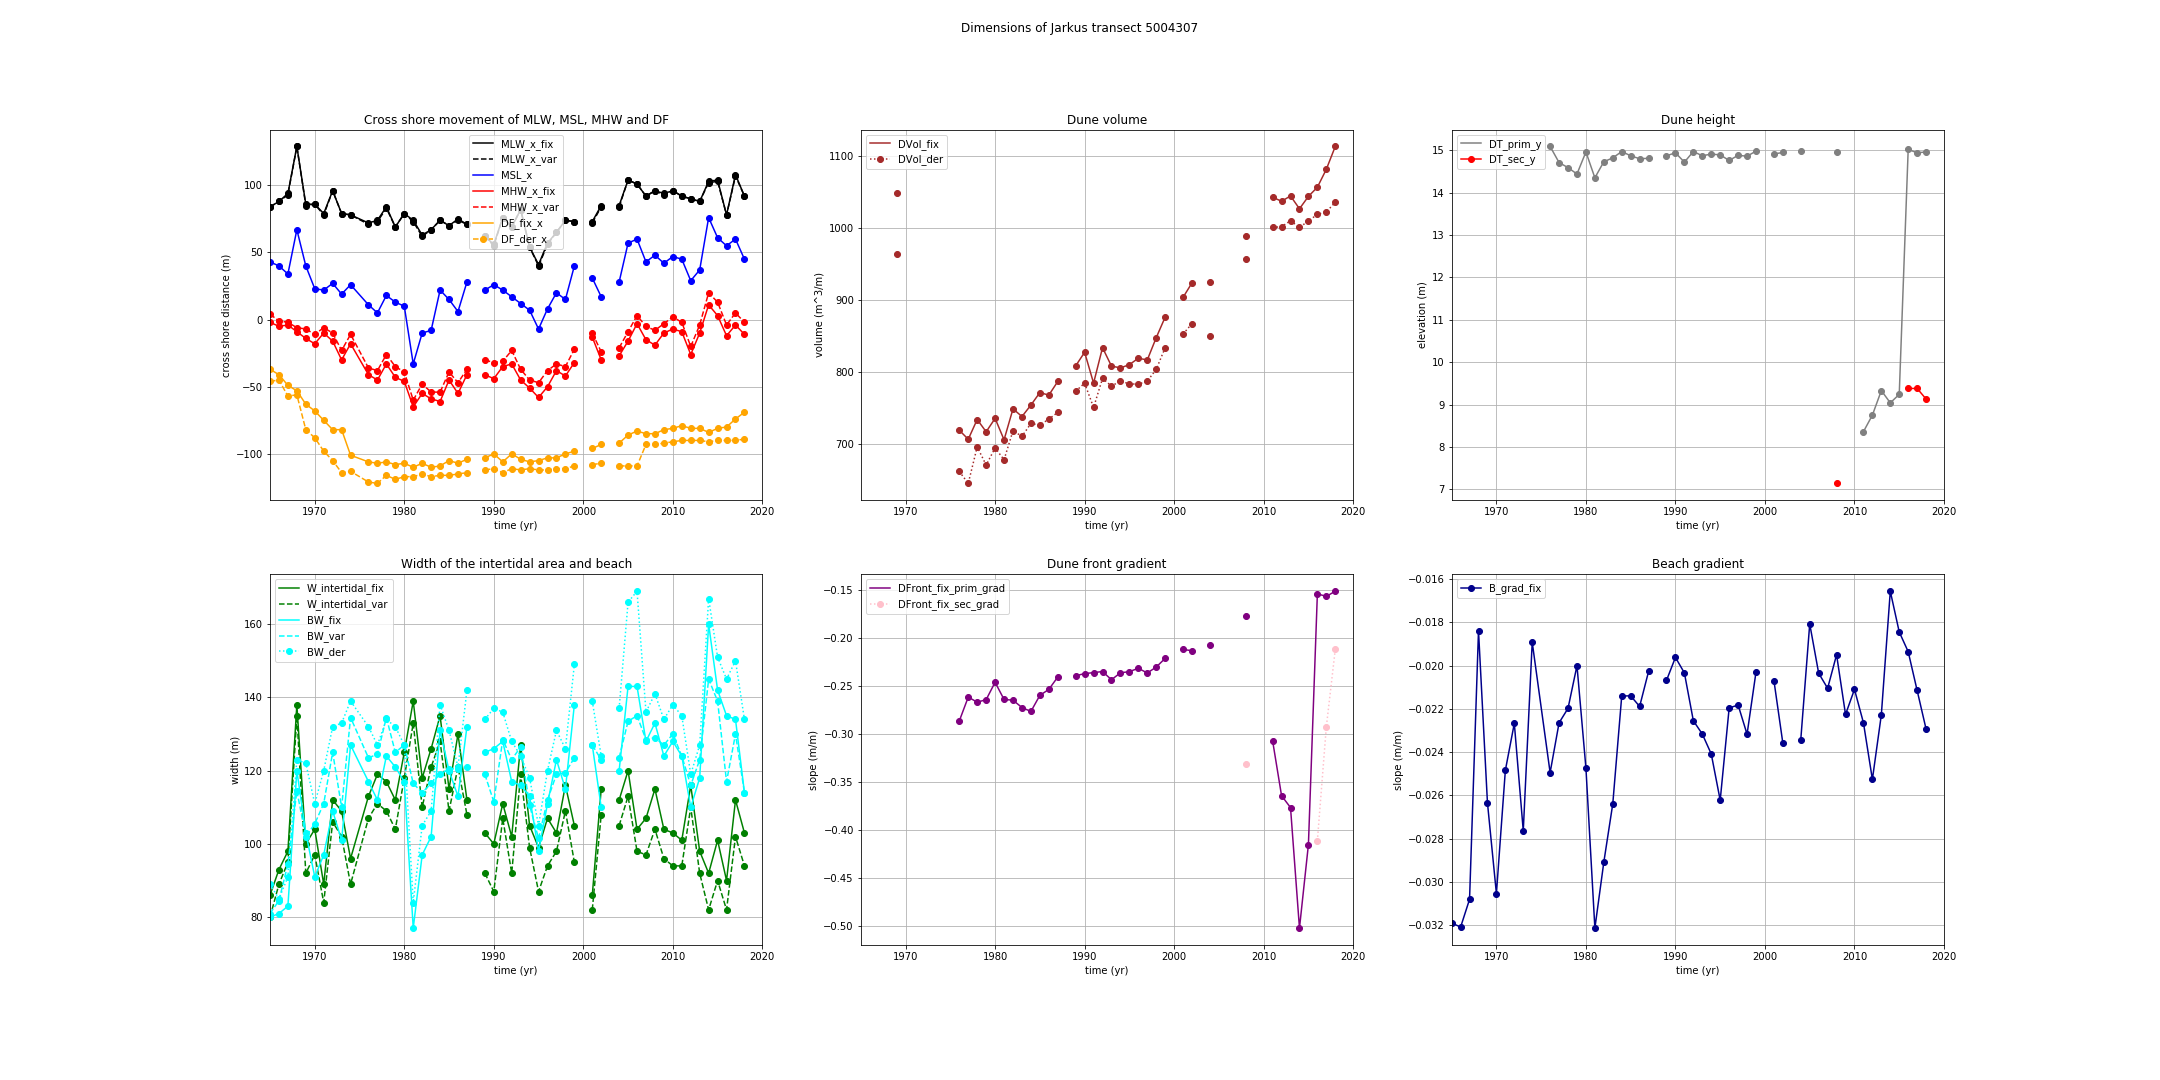 Dimensions of Jarkus transect 5004307
Cross shore movement of MLW, MSL, MHW and DF
cross shore distance (m)
100
50
0
−50
−100
MLW_x_fix
MLW_x_var
MSL_x
MHW_x_fix
MHW_x_var
DF_fix_x
DF_der_x
1970 1980 1990 2000 2010 2020
time (yr)
Dune volume
volume (m^3/m)
1100
1000
900
800
700
DVol_fix
DVol_der
1970 1980 1990 2000 2010 2020
time (yr)
Dune height
elevation (m)
15
14
13
12
11
10
9
8
7
DT_prim_y
DT_sec_y
1970 1980 1990 2000 2010 2020
time (yr)
Width of the intertidal area and beach
width (m)
160
140
120
100
80
W_intertidal_fix
W_intertidal_var
BW_fix
BW_var
BW_der
1970 1980 1990 2000 2010 2020
time (yr)
Dune front gradient
slope (m/m)
−0.15
−0.20
−0.25
−0.30
−0.35
−0.40
−0.45
−0.50
DFront_fix_prim_grad
DFront_fix_sec_grad
1970 1980 1990 2000 2010 2020
time (yr)
Beach gradient
slope (m/m)
−0.016
−0.018
−0.020
−0.022
−0.024
−0.026
−0.028
−0.030
−0.032
B_grad_fix
1970 1980 1990 2000 2010 2020
time (yr)